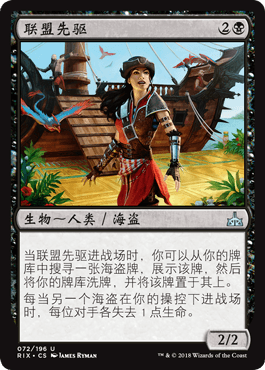 联盟先驱 2
生物～人类 / 海盗
当联盟先驱进战场时，你可以从你的牌
库中搜寻一张海盗牌，展示该牌，然后
将你的牌库洗牌，并将该牌置于其上。
每当另一个海盗在你的操控下进战场
时，每位对手各失去 1 点生命。
2/2
072/196 U
RIX • CS JAMES RYMAN
™ & © 2018 Wizards of the Coast